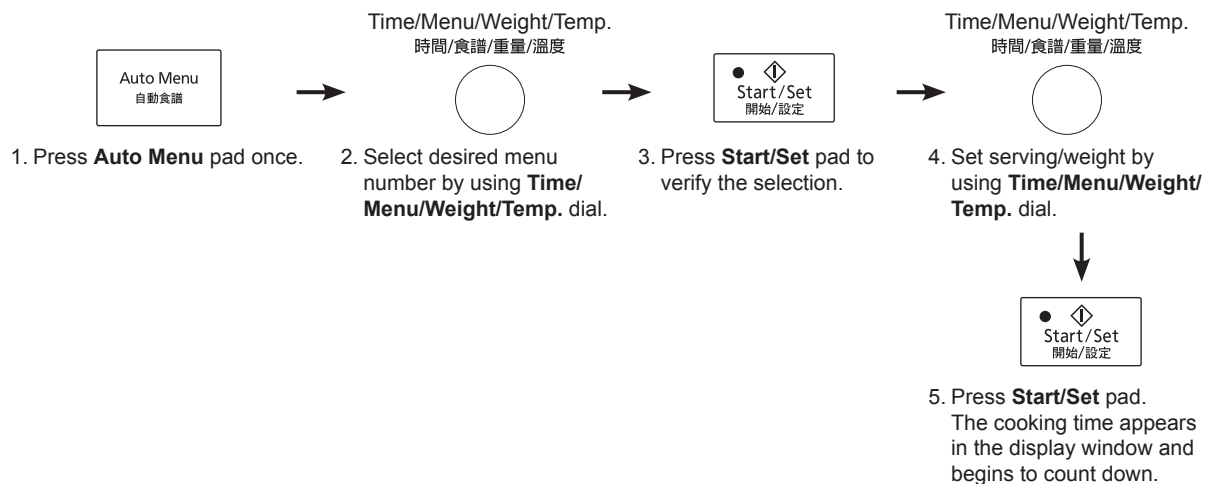 Time/Menu/Weight/Temp.
時間/食譜/重量/溫度
Time/Menu/Weight/Temp.
時間/食譜/重量/溫度
Auto Menu
自動食譜
Start/Set
開始/設定
1. Press Auto Menu pad once.
2. Select desired menu
number by using Time/
Menu/Weight/Temp. dial.
3. Press Start/Set pad to
verify the selection.
4. Set serving/weight by
using Time/Menu/Weight/
Temp. dial.
Start/Set
開始/設定
5. Press Start/Set pad.
The cooking time appears
in the display window and
begins to count down.